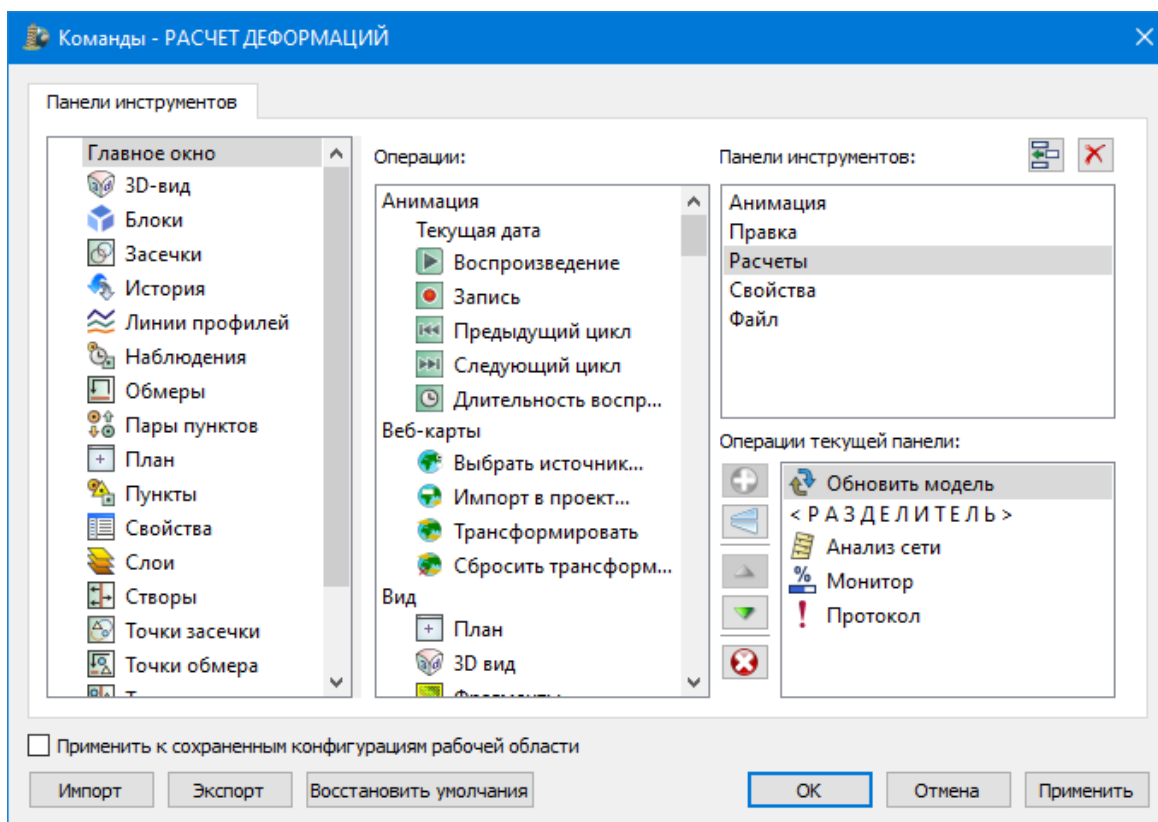 Команды - РАСЧЕТ ДЕФОРМАЦИЙ
Панели инструментов
Главное окно
3D-вид
Блоки
Засечки
История
Линии профилей
Наблюдения
Обмеры
Пары пунктов
План
Пункты
Свойства
Слои
Створы
Точки засечки
Точки обмера
Операции:
Анимация
Текущая дата
Воспроизведение
Запись
Предыдущий цикл
Следующий цикл
Длительность воспр...
Веб-карты
Выбрать источник...
Импорт в проект...
Трансформировать
Сбросить трансформ...
Вид
План
3D вид
Фрагменты
Панели инструментов:
Анимация
Правка
Расчеты
Свойства
Файл
Операции текущей панели:
Обновить модель
< Р А З Д Е Л И Т Е Л Ь >
Анализ сети
Монитор
Протокол
Применить к сохраненным конфигурациям рабочей области
Импорт Экспорт Восстановить умолчания OK Отмена Применить